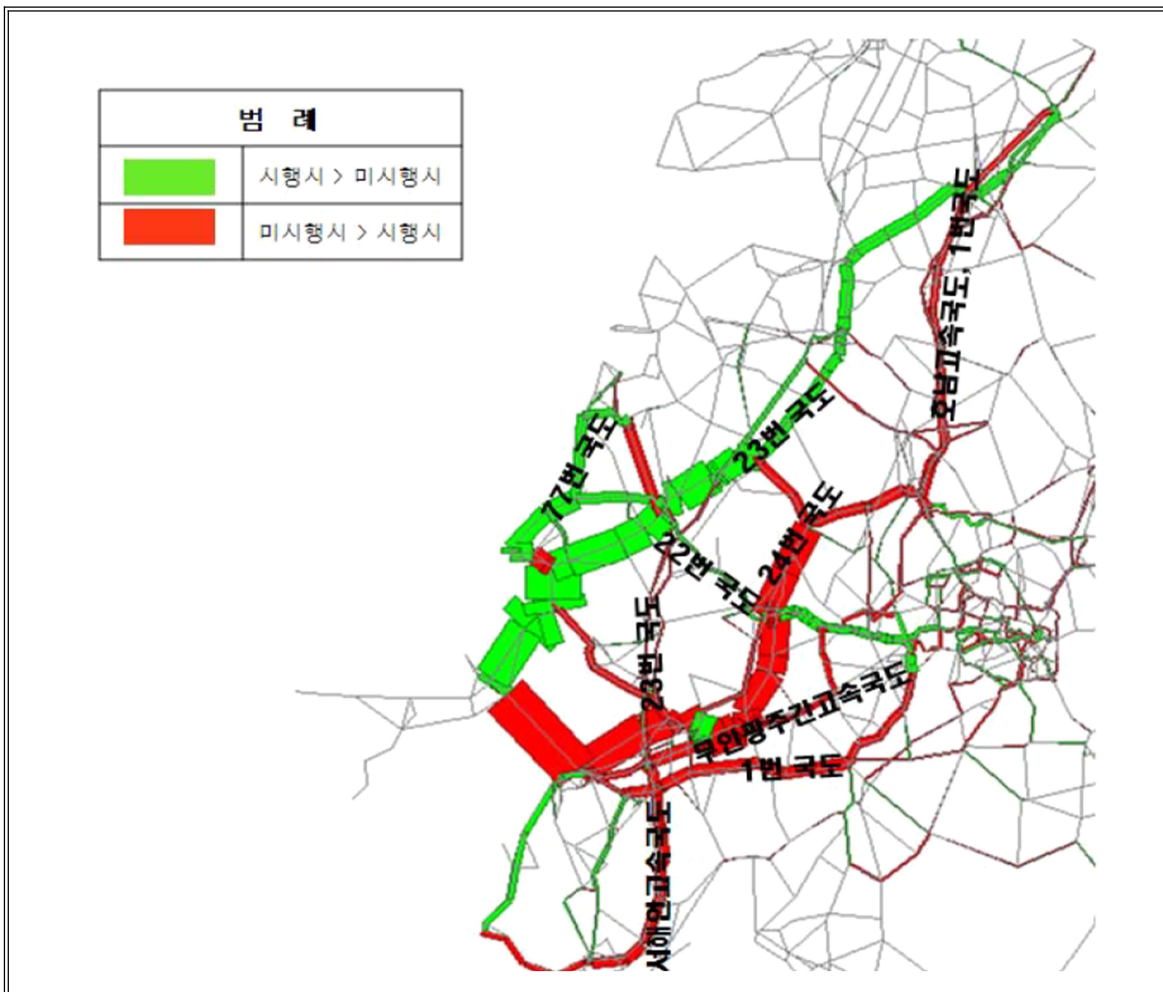 범 례
시행시 > 미시행시
미시행시 > 시행시
호남고속국도, 1번국도
23번 국도
77번 국도
24번 국도
22번 국도
23번 국도
무안광주간고속국도
1번 국도
서해안고속국도